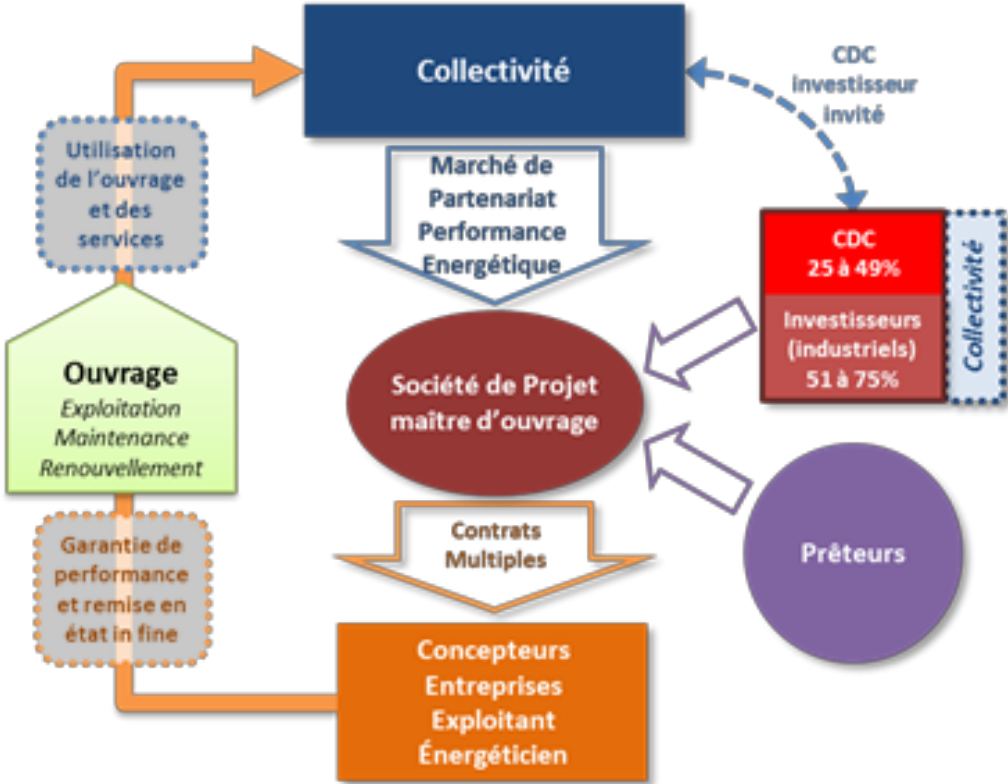 Collectivité
CDC
investisseur
invité
Utilisation
de l'ouvrage
et des
services
Marché de
Partenariat
Performance
Energétique
CDC
25 à 49%
Investisseurs
(industriels)
51 à 75%
Collectivité
Ouvrage
Exploitation
Maintenance
Renouvellement
Société de Projet
maître d'ouvrage
Garantie de
performance
et remise en
état in fine
Contrats
Multiples
Prêteurs
Concepteurs
Entreprises
Exploitant
Énergéticien